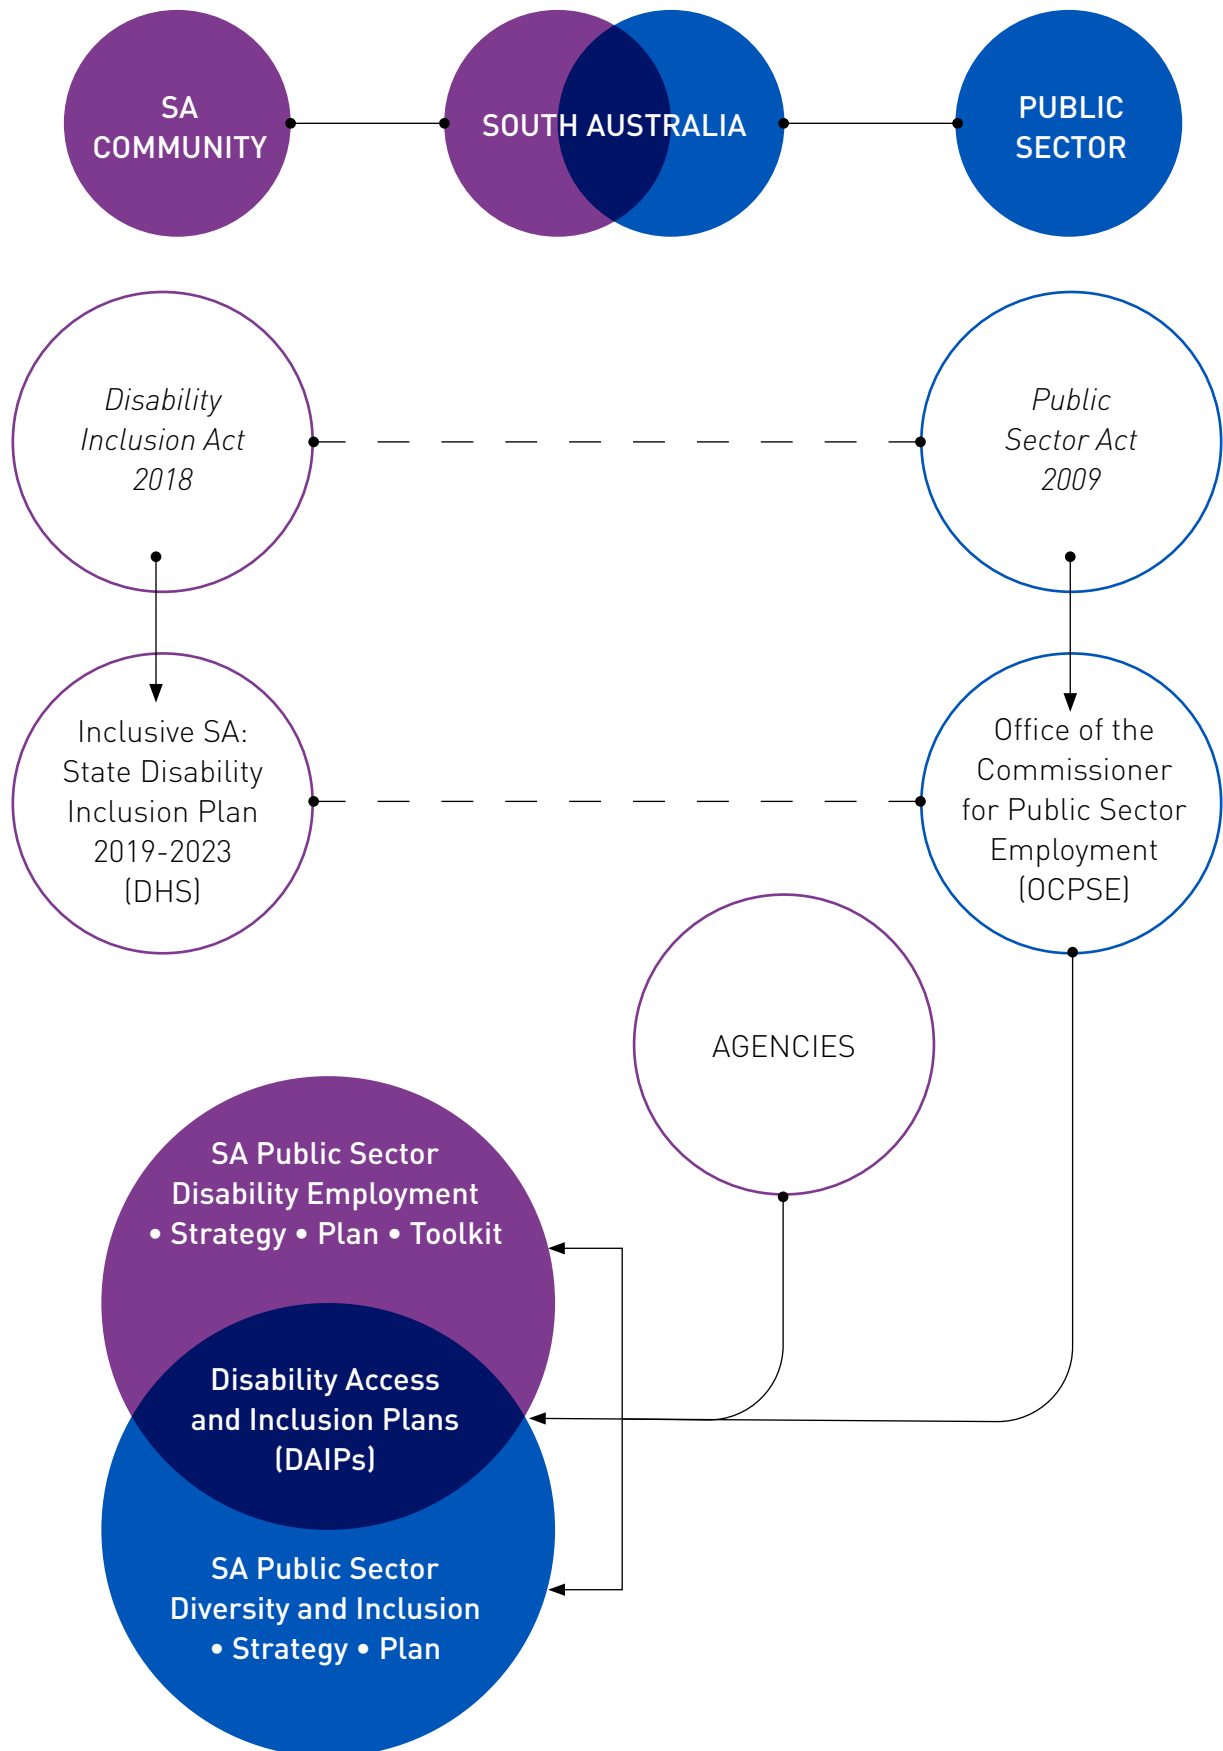 SA
COMMUNITY
SOUTH AUSTRALIA
PUBLIC
SECTOR
Disability
Inclusion Act
2018
Public
Sector Act
2009
Inclusive SA:
State Disability
Inclusion Plan
2019-2023
(DHS)
Office of the
Commissioner
for Public Sector
Employment
(OCPSE)
AGENCIES
SA Public Sector
Disability Employment
• Strategy • Plan • Toolkit
Disability Access
and Inclusion Plans
(DAIPs)
SA Public Sector
Diversity and Inclusion
• Strategy • Plan